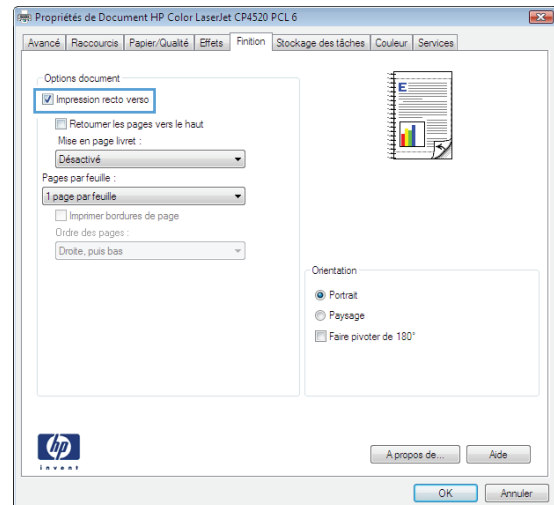 Propriétés de Document HP Color LaserJet CP4520 PCL 6
Avancé Raccourcis Papier/Qualité Effets Finition Stockage des tâches Couleur Services
Options document
Impression recto verso
Retourner les pages vers le haut
Mise en page livret :
Désactivé
Pages par feuille :
1 page par feuille
Imprimer bordures de page
Ordre des pages :
Droite, puis bas
E
Orientation
Portrait
Paysage
Faire pivoter de 180°
hp
invent
A propos de...
Aide
OK
Annuler